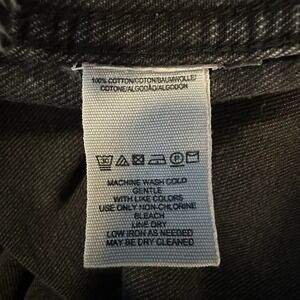 100% COTTON/COTON/BAUMWOLLE/
COTONE/ALGODÃO/ALGODON
MACHINE WASH COLD
GENTLE
WITH LIKE COLORS
USE ONLY NON-CHLORINE
BLEACH
LINE DRY
LOW IRON AS NEEDED
MAY BE DRY CLEANED